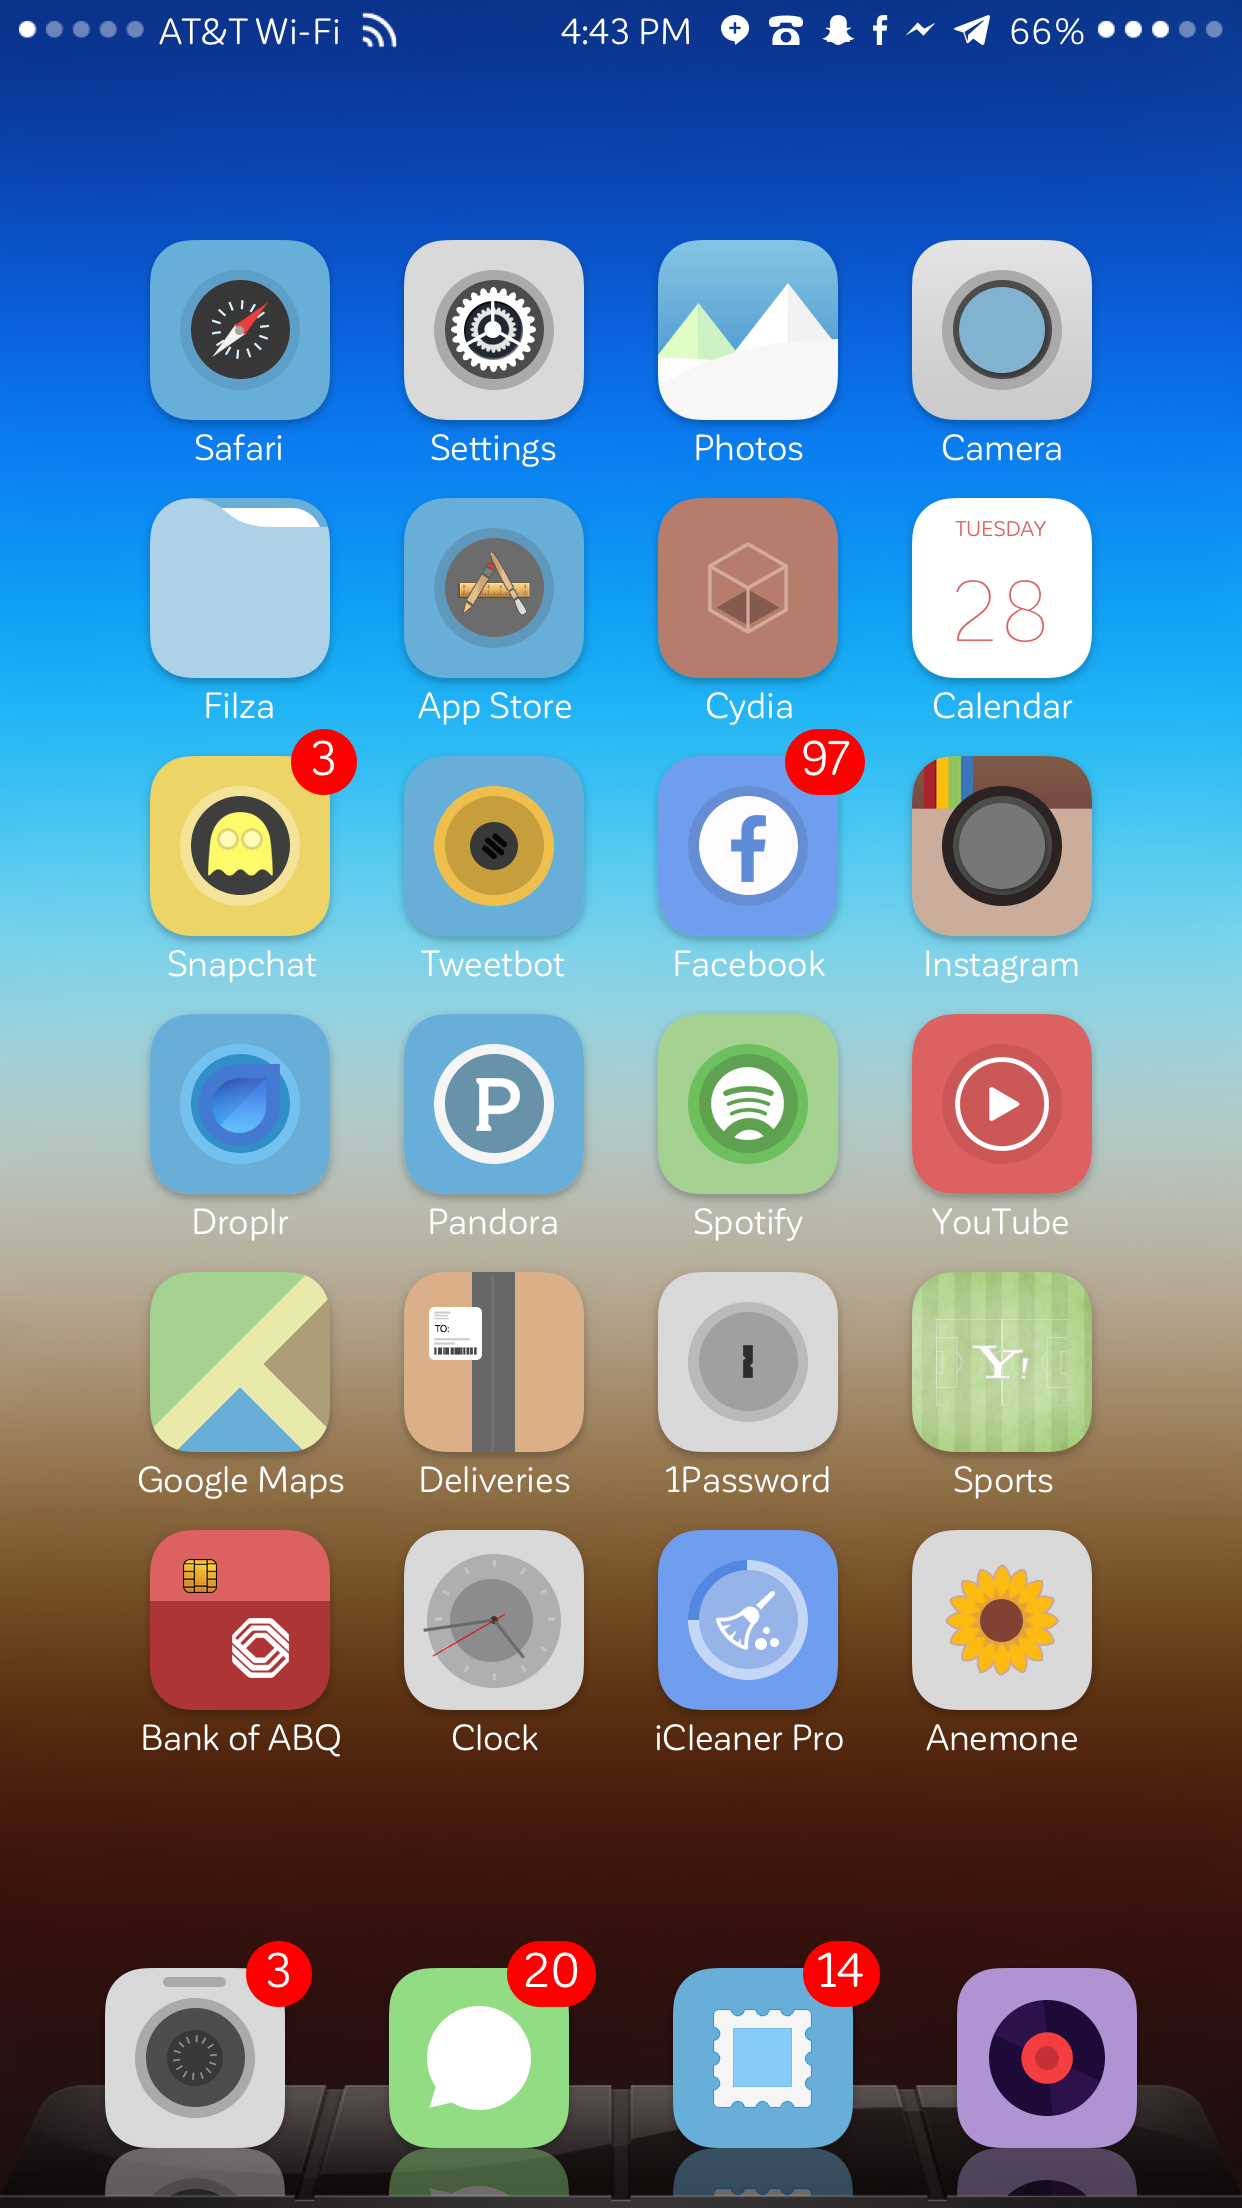 AT&T Wi-Fi 4:43 PM 66%
Safari Settings Photos Camera
TUESDAY
28
Filza App Store Cydia Calendar
3 97
Snapchat Tweetbot Facebook Instagram
P
Droplr Pandora Spotify YouTube
TO:
Y!
Google Maps Deliveries 1Password Sports
Bank of ABQ Clock iCleaner Pro Anemone
3 20 14